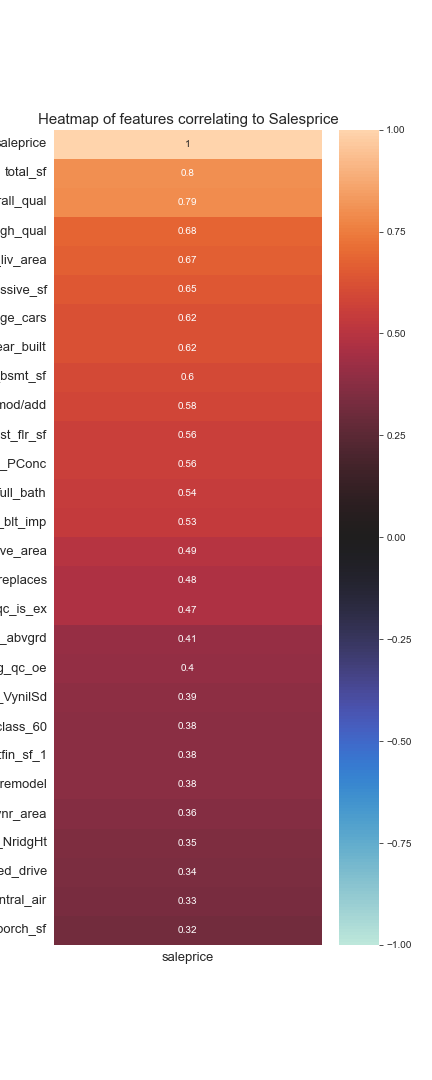 Heatmap of features correlating to Salesprice
saleprice 1
total_sf 0.8
rall_qual 0.79
gh_qual 0.68
_liv_area 0.67
ssive_sf 0.65
ge_cars 0.62
ear_built 0.62
bsmt_sf 0.6
mod/add 0.58
st_flr_sf 0.56
_PConc 0.56
full_bath 0.54
_blt_imp 0.53
ve_area 0.49
replaces 0.48
qc_is_ex 0.47
_abvgrd 0.41
g_qc_oe 0.4
_VynilSd 0.39
class_60 0.38
tfin_sf_1 0.38
remodel 0.38
vnr_area 0.36
_NridgHt 0.35
ed_drive 0.34
ntral_air 0.33
porch_sf 0.32
saleprice
1.00
0.75
0.50
0.25
0.00
−0.25
−0.50
−0.75
−1.00